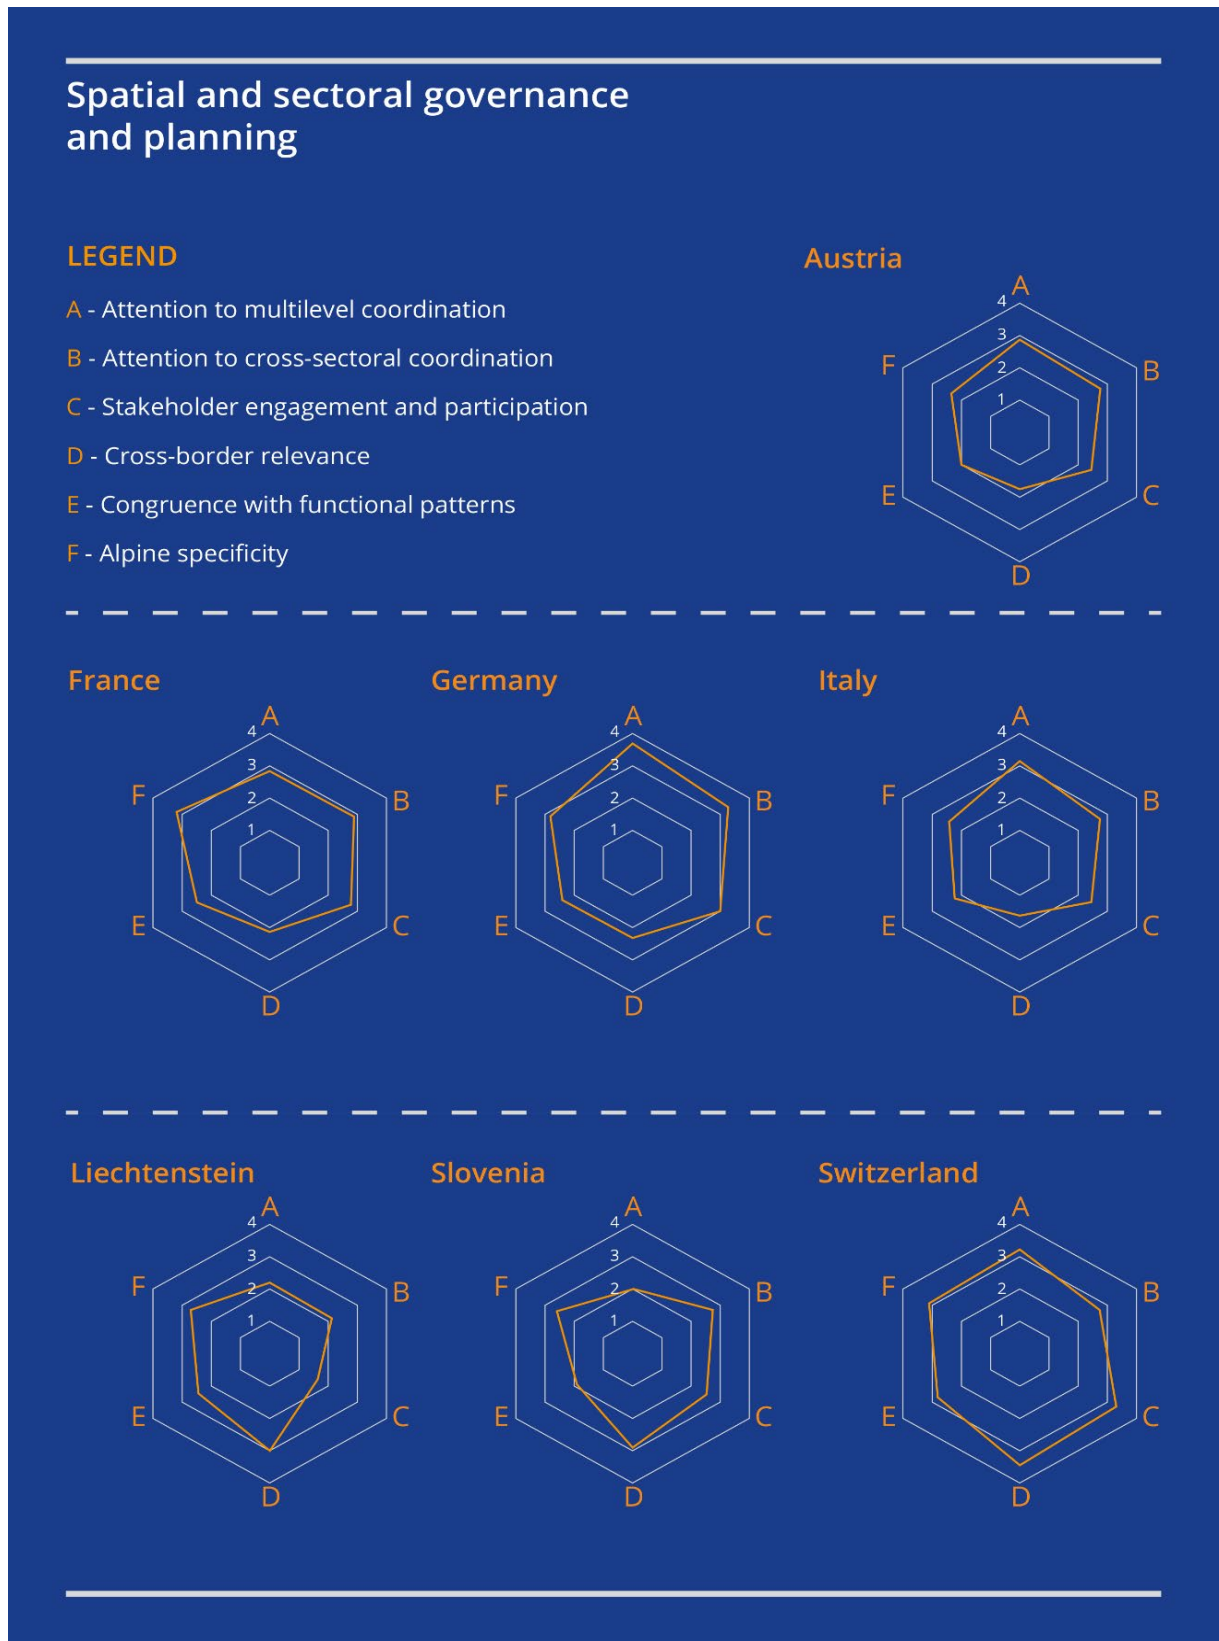 Spatial and sectoral governance
and planning
LEGEND
A - Attention to multilevel coordination
B - Attention to cross-sectoral coordination
C - Stakeholder engagement and participation
D - Cross-border relevance
E - Congruence with functional patterns
F - Alpine specificity
Austria
A
4
3
F
B
2
1
E
C
D
France
A
4
3
F
B
2
1
E
C
D
Germany
A
4
3
F
B
2
1
E
C
D
Italy
A
4
3
F
B
2
1
E
C
D
Liechtenstein
A
4
3
F
B
2
1
E
C
D
Slovenia
A
4
3
F
B
2
1
E
C
D
Switzerland
A
4
3
F
B
2
1
E
C
D